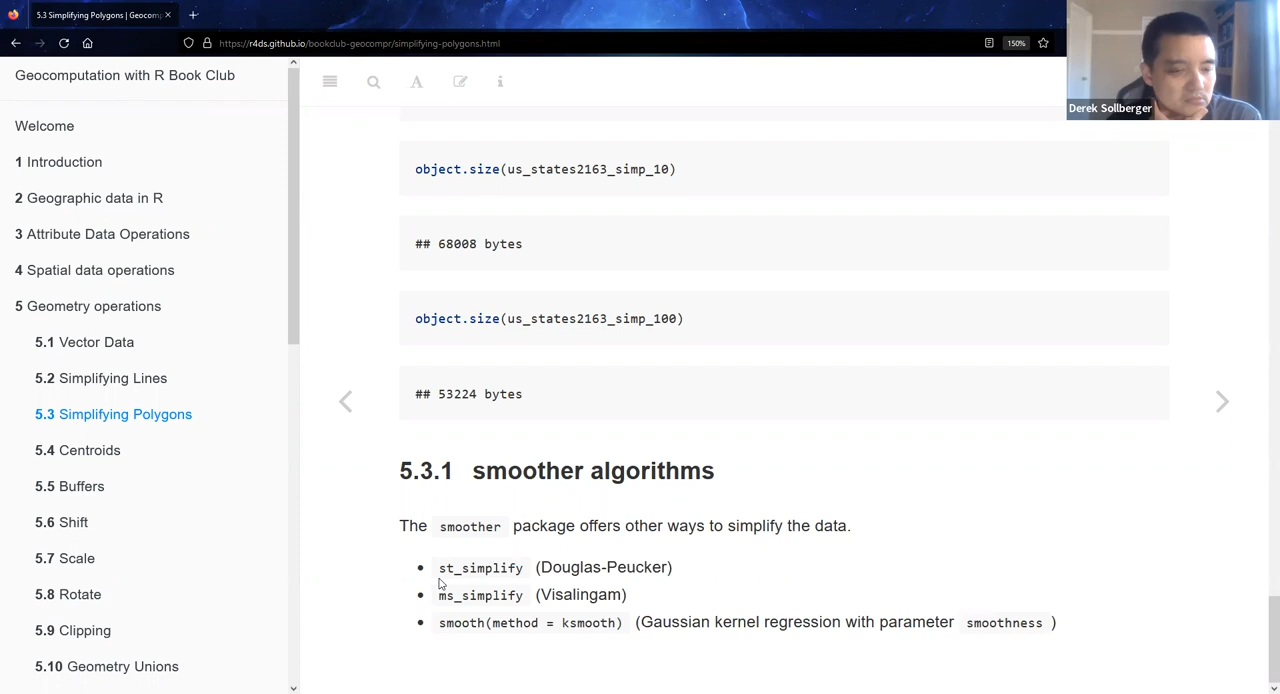 5.3 Simplifying Polygons | Geocomp
https://r4ds.github.io/bookclub-geocompr/simplifying-polygons.html
150%
Derek Sollberger
Geocomputation with R Book Club
Welcome
1 Introduction
2 Geographic data in R
3 Attribute Data Operations
4 Spatial data operations
5 Geometry operations
5.1 Vector Data
5.2 Simplifying Lines
5.3 Simplifying Polygons
5.4 Centroids
5.5 Buffers
5.6 Shift
5.7 Scale
5.8 Rotate
5.9 Clipping
5.10 Geometry Unions
object.size(us_states2163_simp_10)
## 68008 bytes
object.size(us_states2163_simp_100)
## 53224 bytes
5.3.1 smoother algorithms
The smoother package offers other ways to simplify the data.
• st_simplify (Douglas-Peucker)
• ms_simplify (Visalingam)
• smooth(method = ksmooth) (Gaussian kernel regression with parameter smoothness )